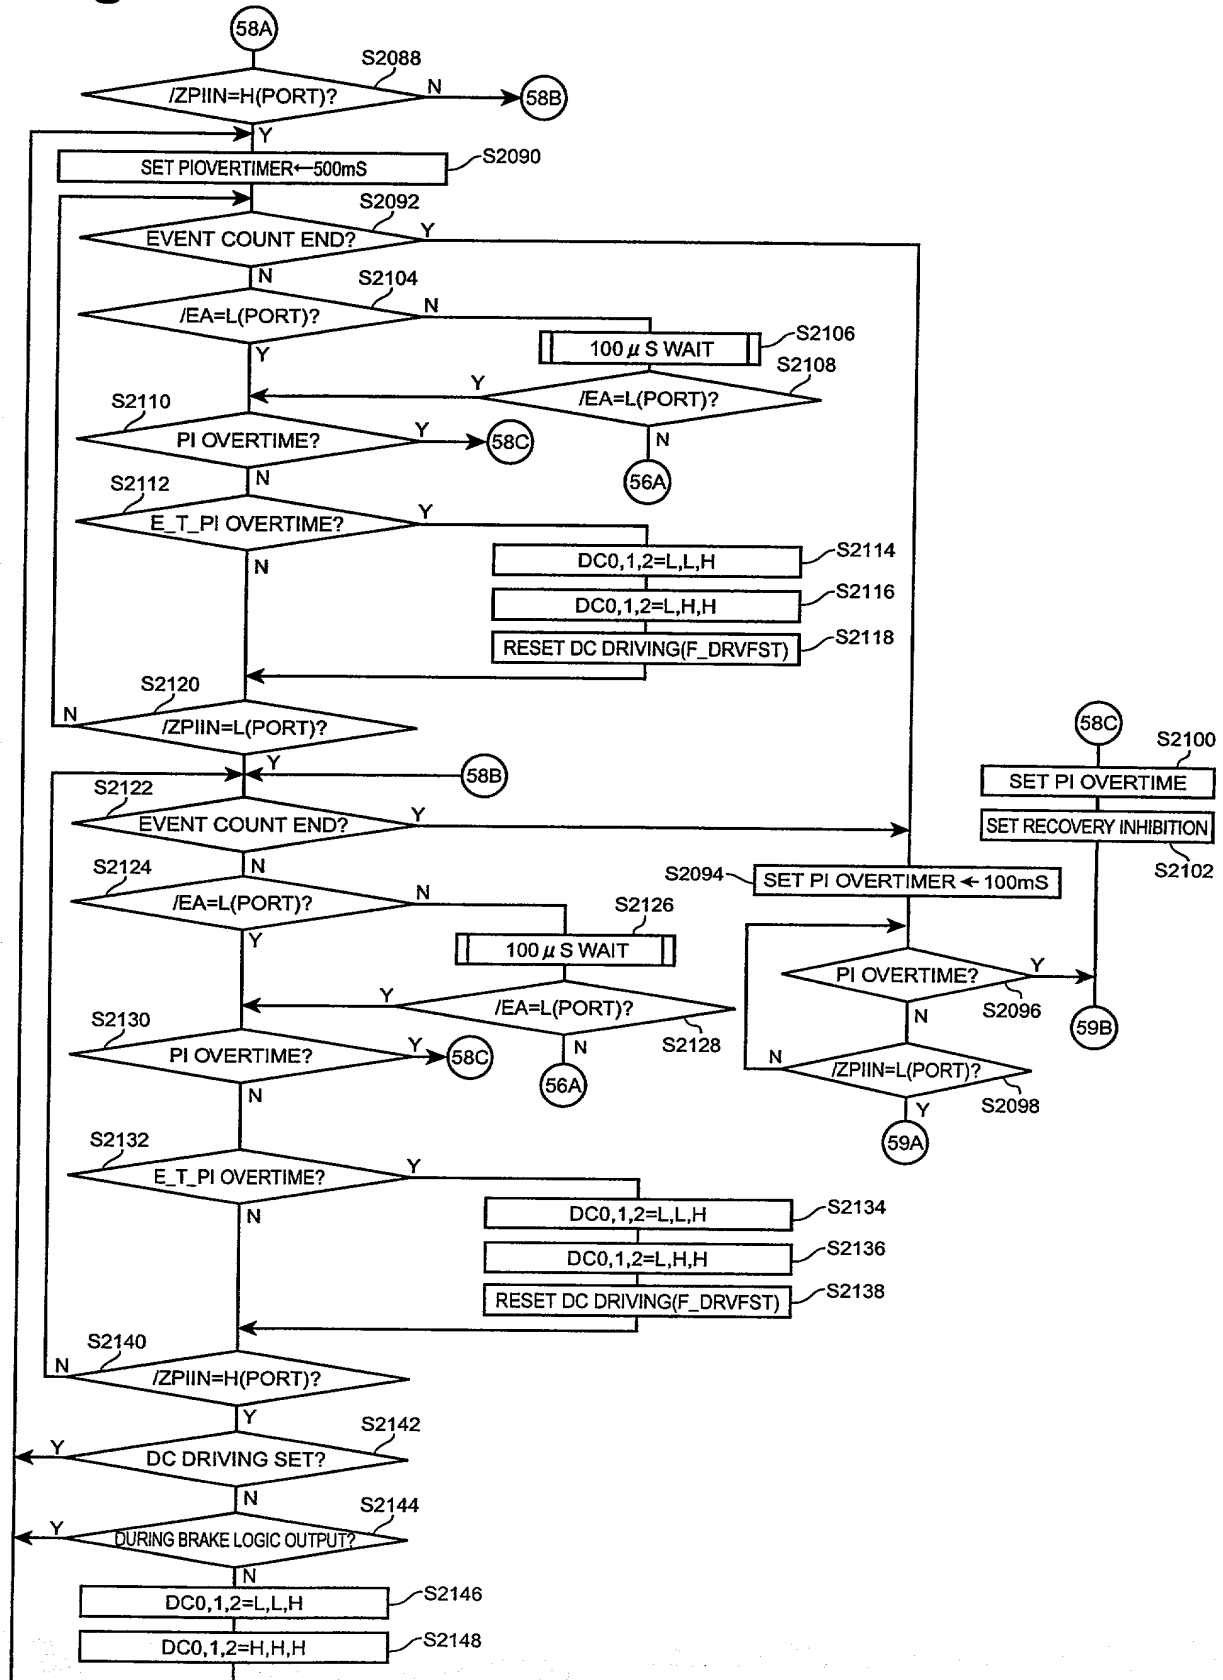 58A
S2088
/ZPIIN=H(PORT)?
N
58B
Y
SET PIOVERTIMER←500mS
S2090
S2092
EVENT COUNT END?
Y
N
S2104
/EA=L(PORT)?
N
S2106
100 μ S WAIT
Y
S2108
Y
/EA=L(PORT)?
S2110
PI OVERTIME?
Y
58C
N
N
56A
S2112
E_T_PI OVERTIME?
Y
N
DC0,1,2=L,L,H
S2114
DC0,1,2=L,H,H
S2116
RESET DC DRIVING(F_DRVFST)
S2118
S2120
N
/ZPIIN=L(PORT)?
58C
S2100
Y
58B
SET PI OVERTIME
S2122
EVENT COUNT END?
Y
SET RECOVERY INHIBITION
S2102
N
S2124
S2094
SET PI OVERTIMER ← 100mS
/EA=L(PORT)?
N
S2126
Y
100 μ S WAIT
PI OVERTIME?
Y
S2096
Y
/EA=L(PORT)?
S2128
N
59B
S2130
PI OVERTIME?
Y
58C
N
N
/ZPIIN=L(PORT)?
S2098
N
56A
Y
59A
S2132
E_T_PI OVERTIME?
Y
N
DC0,1,2=L,L,H
S2134
DC0,1,2=L,H,H
S2136
RESET DC DRIVING(F_DRVFST)
S2138
S2140
N
/ZPIIN=H(PORT)?
Y
S2142
Y
DC DRIVING SET?
N
S2144
Y
DURING BRAKE LOGIC OUTPUT?
N
DC0,1,2=L,L,H
S2146
DC0,1,2=H,H,H
S2148